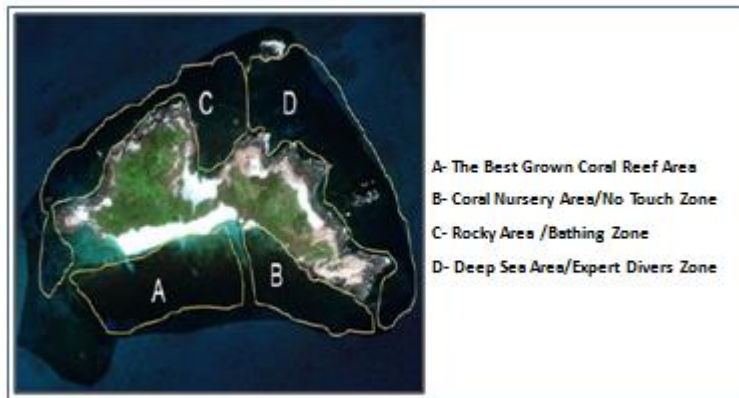 C
D
A
B
A- The Best Grown Coral Reef Area
B- Coral Nursery Area/No Touch Zone
C- Rocky Area /Bathing Zone
D- Deep Sea Area/Expert Divers Zone